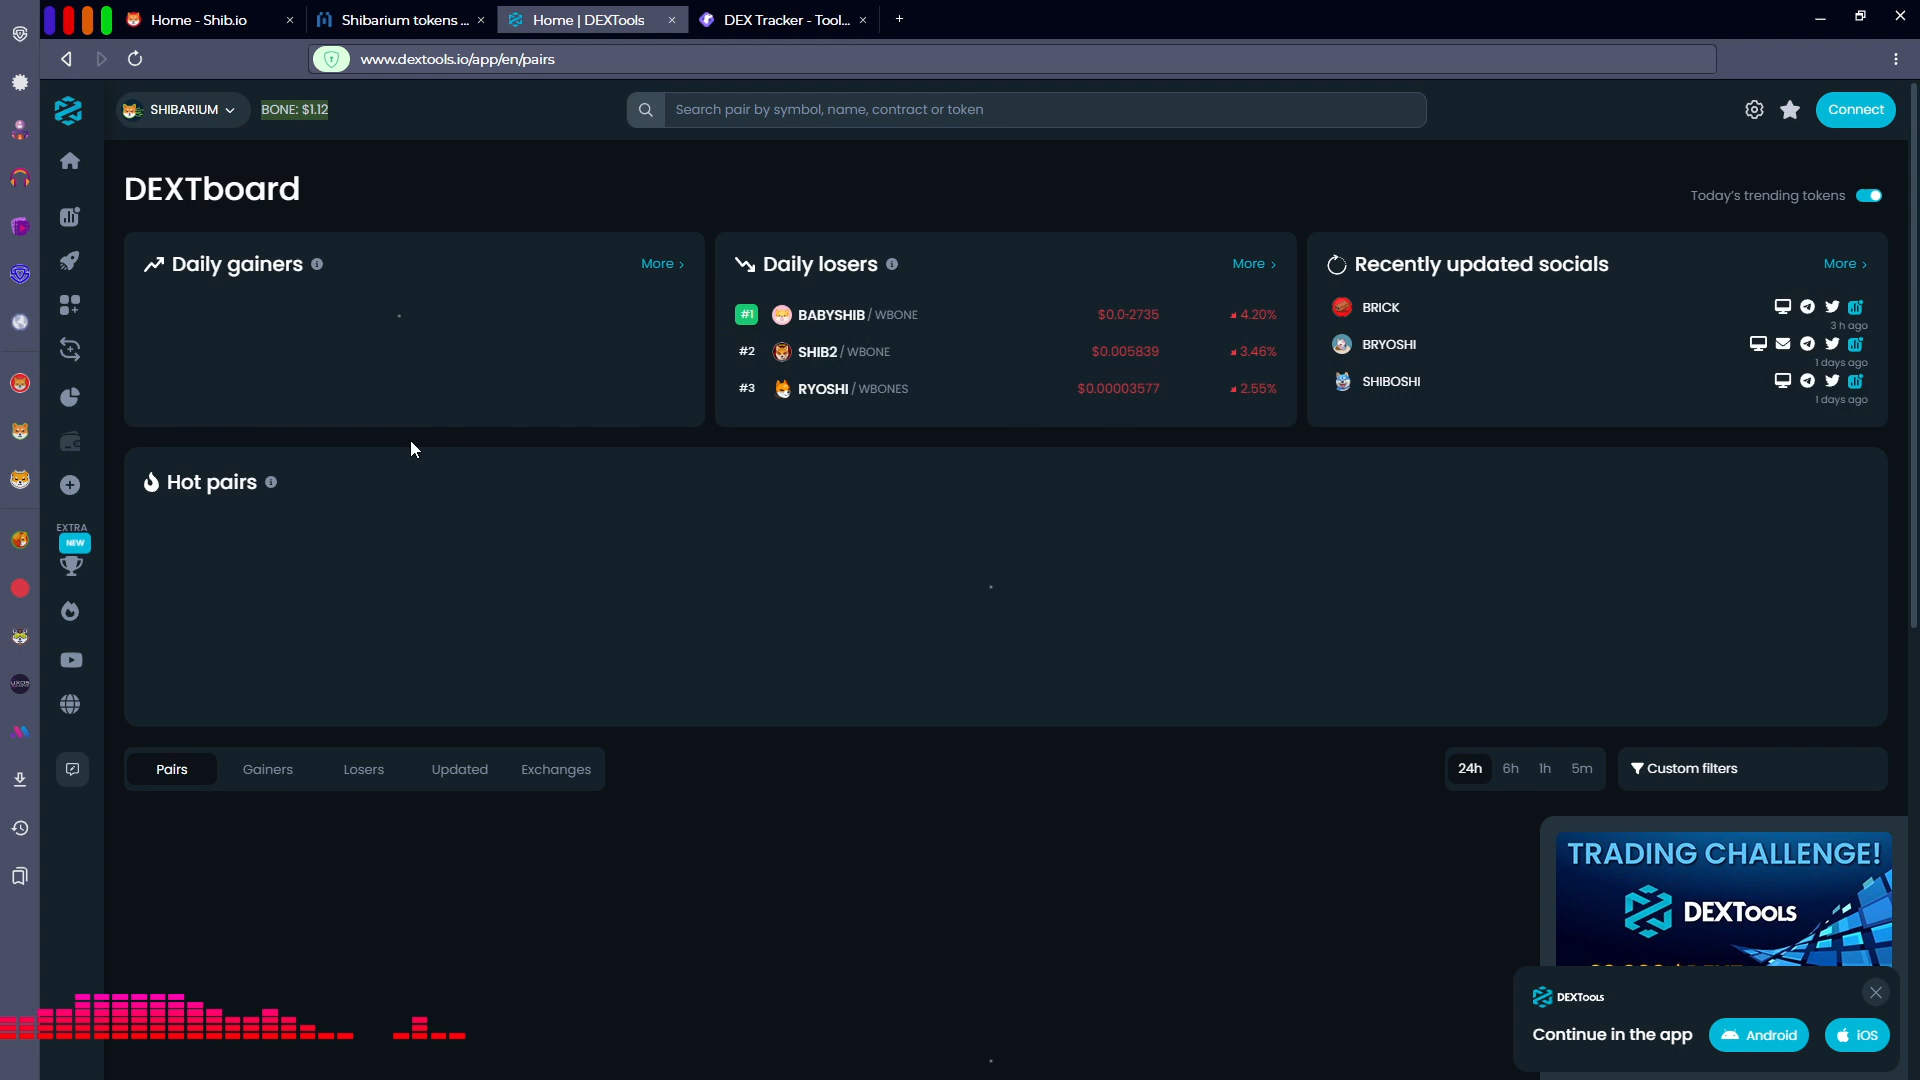 Home - Shib.io
Shibarium tokens ...
Home | DEXTools
DEX Tracker - Tool...
www.dextools.io/app/en/pairs
SHIBARIUM
BONE: $1.12
Search pair by symbol, name, contract or token
Connect
DEXTboard
Today's trending tokens
Daily gainers
More >
Daily losers
More >
#1 BABYSHIB / WBONE $0.0-2735 4.20%
#2 SHIB2 / WBONE $0.005839 3.46%
#3 RYOSHI / WBONES $0.00003577 2.55%
Recently updated socials
More >
BRICK
3 h ago
BRYOSHI
1 days ago
SHIBOSHI
1 days ago
Hot pairs
EXTRA
NEW
Pairs
Gainers
Losers
Updated
Exchanges
24h
6h
1h
5m
Custom filters
TRADING CHALLENGE!
DEXTOOLS
DEXTOOLS
Continue in the app
Android
iOS